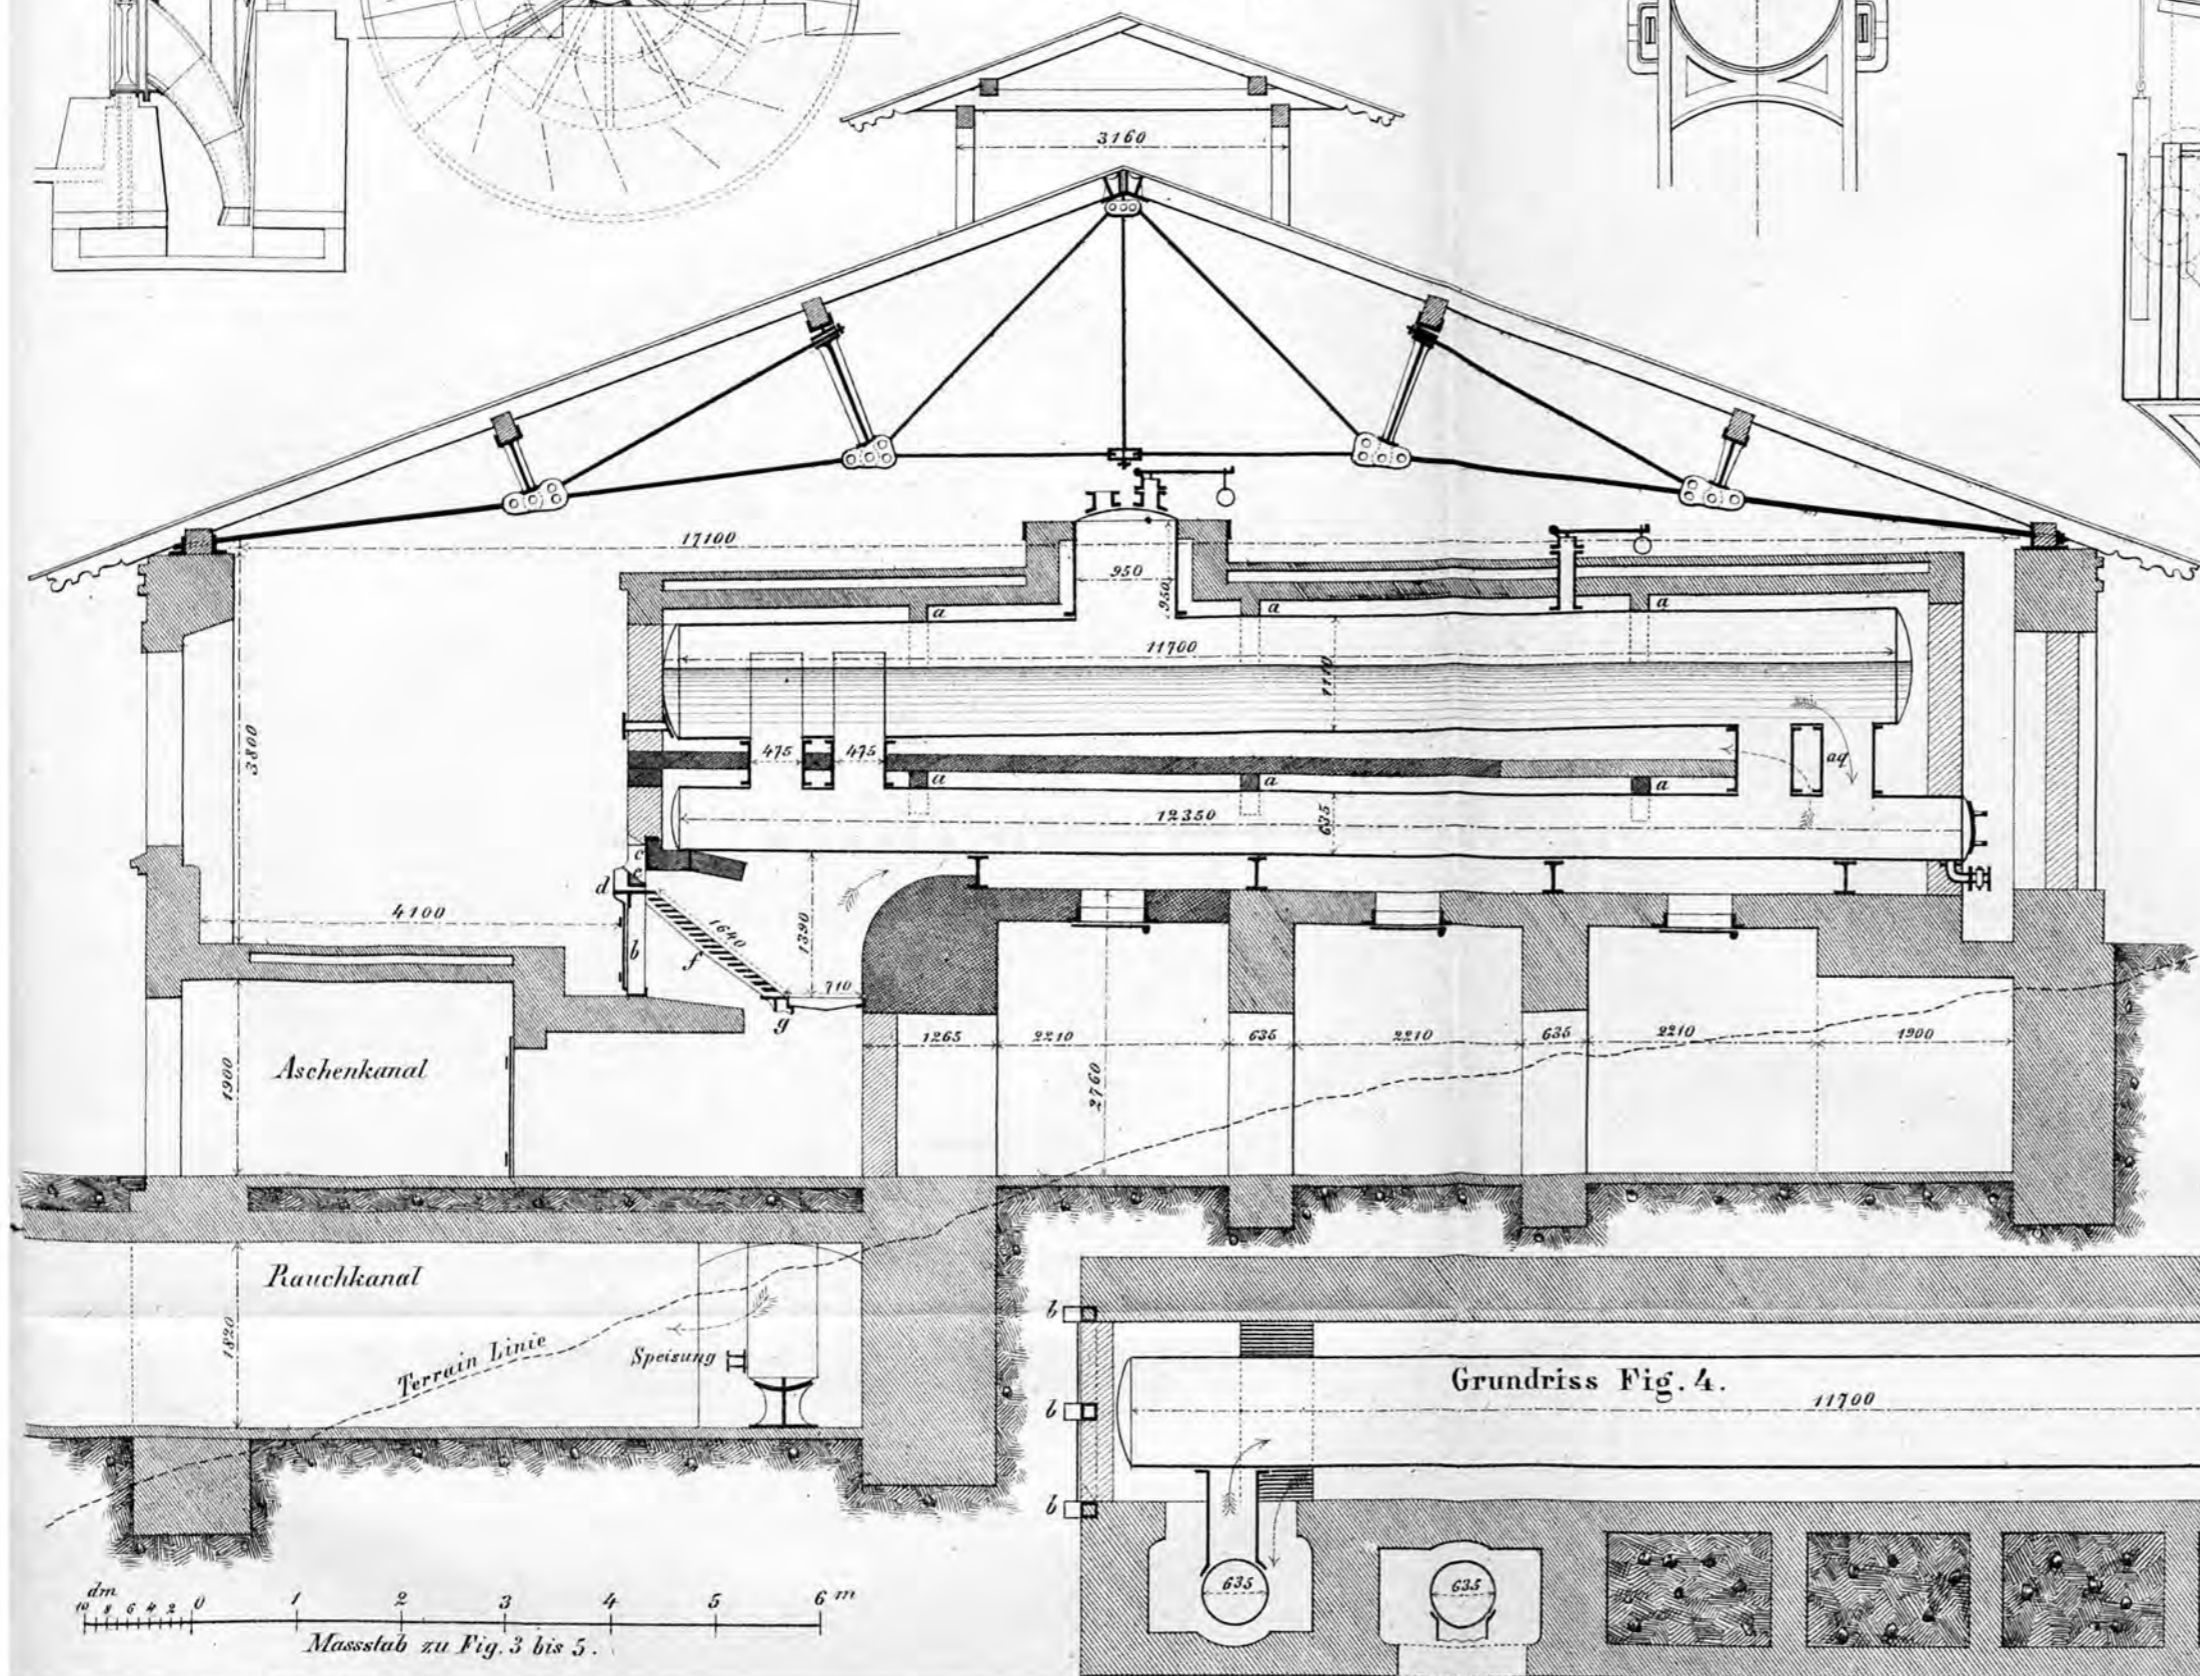 3160
17100
950
950
a a a
11700
1110
3800
475 475
aq
a a a
12350
635
c
e
d
4100
1640
b
f
1390
710
g
1265 2210 635 2210 635 2210 1900
Aschenkanal
1900
2760
Rauchkanal
1820
Terrain Linie
Speisung
b
Grundriss Fig. 4.
11700
b
b
635
635
dm
10 8 6 4 2 0 1 2 3 4 5 6 m
Massstab zu Fig. 3 bis 5.